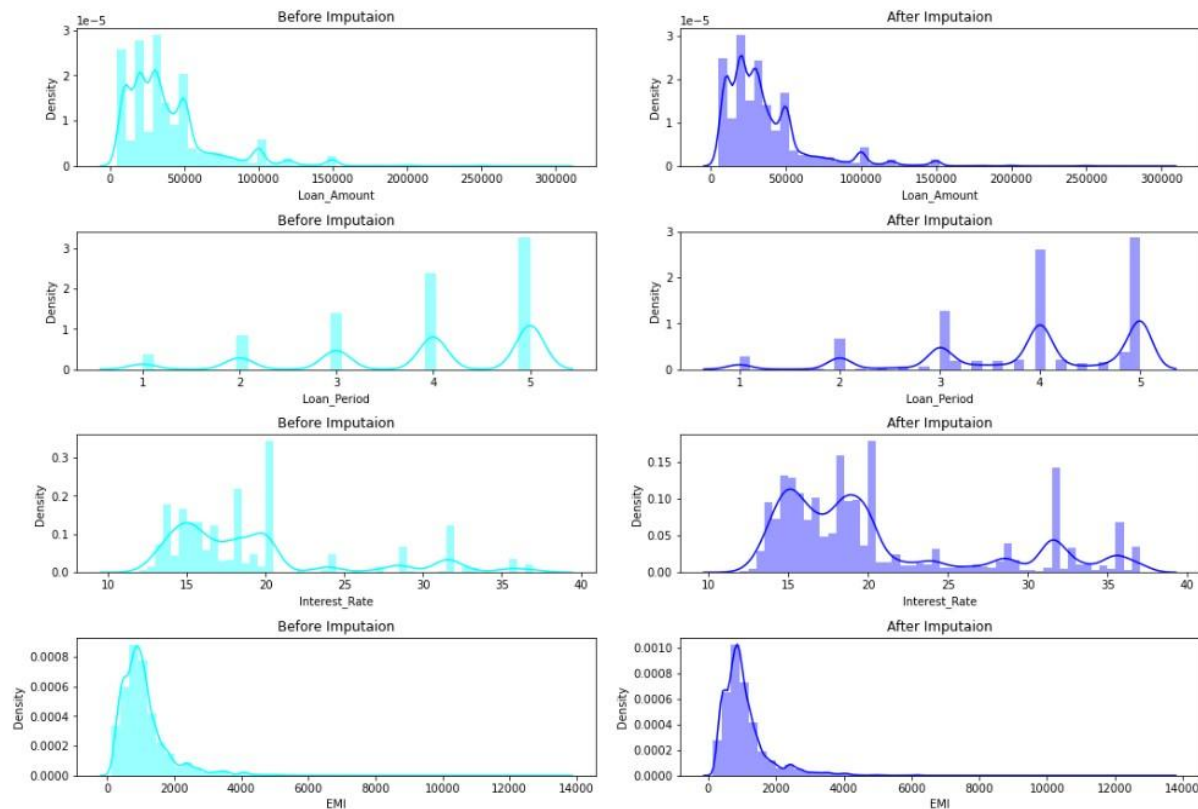 Before Imputaion
1e−5
Density
3
2
1
0
0 50000 100000 150000 200000 250000 300000
Loan_Amount
After Imputaion
1e−5
Density
3
2
1
0
0 50000 100000 150000 200000 250000 300000
Loan_Amount
Before Imputaion
Density
3
2
1
0
1 2 3 4 5
Loan_Period
After Imputaion
Density
3
2
1
0
1 2 3 4 5
Loan_Period
Before Imputaion
Density
0.3
0.2
0.1
0.0
10 15 20 25 30 35 40
Interest_Rate
After Imputaion
Density
0.15
0.10
0.05
0.00
10 15 20 25 30 35 40
Interest_Rate
Before Imputaion
Density
0.0008
0.0006
0.0004
0.0002
0.0000
0 2000 4000 6000 8000 10000 12000 14000
EMI
After Imputaion
Density
0.0010
0.0008
0.0006
0.0004
0.0002
0.0000
0 2000 4000 6000 8000 10000 12000 14000
EMI